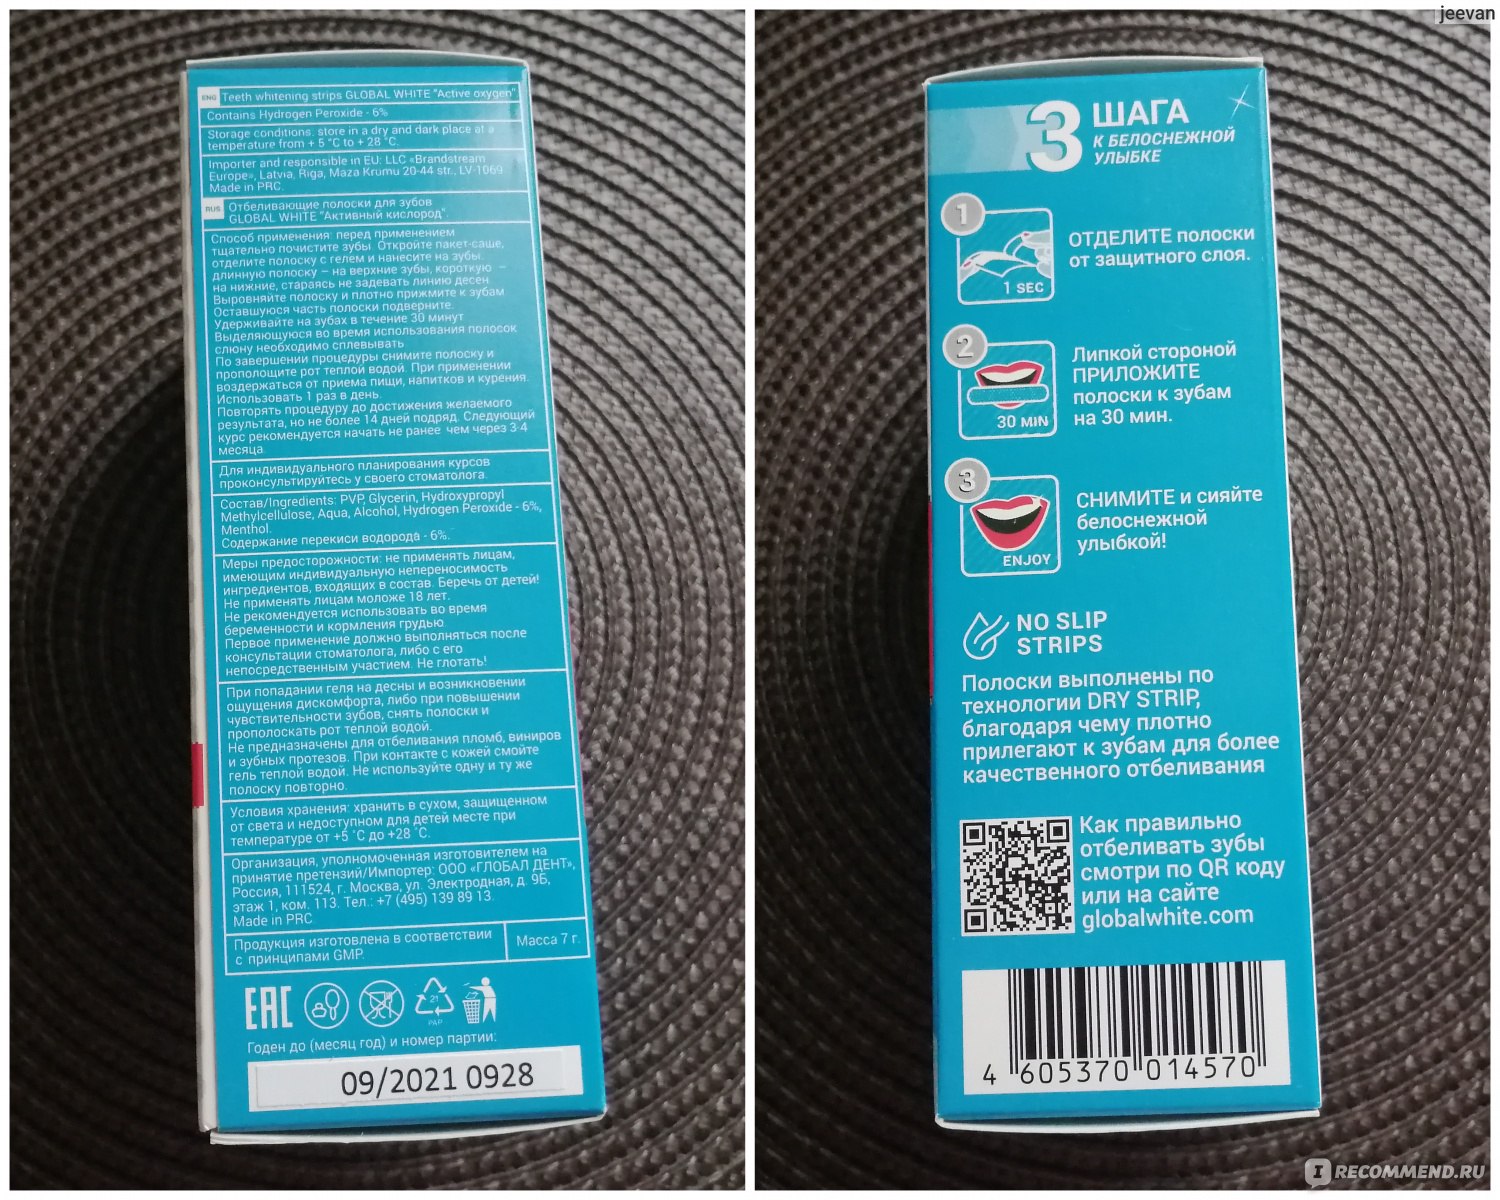 jeevan
ENG Teeth whitening strips GLOBAL WHITE "Active oxygen"
Contains Hydrogen Peroxide - 6%
Storage conditions: store in a dry and dark place at a
temperature from + 5 °C to + 28 °C.
Importer and responsible in EU: LLC «Brandstream
Europe», Latvia, Riga, Maza Krumu 20-44 str., LV-1069
Made in PRC.
RUS Отбеливающие полоски для зубов
GLOBAL WHITE "Активный кислород".
Способ применения: перед применением
тщательно почистите зубы. Откройте пакет-саше,
отделите полоску с гелем и нанесите на зубы:
длинную полоску – на верхние зубы, короткую –
на нижние, стараясь не задевать линию десен
Выровняйте полоску и плотно прижмите к зубам
Оставшуюся часть полоски подверните.
Удерживайте на зубах в течение 30 минут
Выделяющуюся во время использования полосок
слюну необходимо сплевывать
По завершении процедуры снимите полоску и
прополощите рот теплой водой. При применении
воздержаться от приема пищи, напитков и курения.
Использовать 1 раз в день.
Повторять процедуру до достижения желаемого
результата, но не более 14 дней подряд. Следующий
курс рекомендуется начать не ранее чем через 3-4
месяца
Для индивидуального планирования курсов
проконсультируйтесь у своего стоматолога.
Состав/Ingredients: PVP, Glycerin, Hydroxypropyl
Methylcellulose, Aqua, Alcohol, Hydrogen Peroxide - 6%,
Menthol.
Содержание перекиси водорода - 6%.
Меры предосторожности: не применять лицам,
имеющим индивидуальную непереносимость
ингредиентов, входящих в состав. Беречь от детей!
Не применять лицам моложе 18 лет.
Не рекомендуется использовать во время
беременности и кормления грудью
Первое применение должно выполняться после
консультации стоматолога, либо с его
непосредственным участием. Не глотать!
При попадании геля на десны и возникновении
ощущения дискомфорта, либо при повышении
чувствительности зубов, снять полоски и
прополоскать рот теплой водой.
Не предназначены для отбеливания пломб, виниров
и зубных протезов. При контакте с кожей смойте
гель теплой водой. Не используйте одну и ту же
полоску повторно.
Условия хранения: хранить в сухом, защищенном
от света и недоступном для детей месте при
температуре от +5 °C до +28 °C.
Организация, уполномоченная изготовителем на
принятие претензий/Импортер: ООО «ГЛОБАЛ ДЕНТ»,
Россия, 111524, г. Москва, ул. Электродная, д. 9Б,
этаж 1, ком. 113. Тел.: +7 (495) 139 89 13.
Made in PRC
Продукция изготовлена в соответствии
с принципами GMP.
Масса 7 г.
EAC
21
PAP
Годен до (месяц год) и номер партии:
09/2021 0928
3 ШАГА
К БЕЛОСНЕЖНОЙ
УЛЫБКЕ
1
1 SEC
ОТДЕЛИТЕ полоски
от защитного слоя.
2
30 MIN
Липкой стороной
ПРИЛОЖИТЕ
полоски к зубам
на 30 мин.
3
ENJOY
СНИМИТЕ и сияйте
белоснежной
улыбкой!
NO SLIP
STRIPS
Полоски выполнены по
технологии DRY STRIP,
благодаря чему плотно
прилегают к зубам для более
качественного отбеливания
Как правильно
отбеливать зубы
смотри по QR коду
или на сайте
globalwhite.com
4 605370 014570
I RECOMMEND.RU